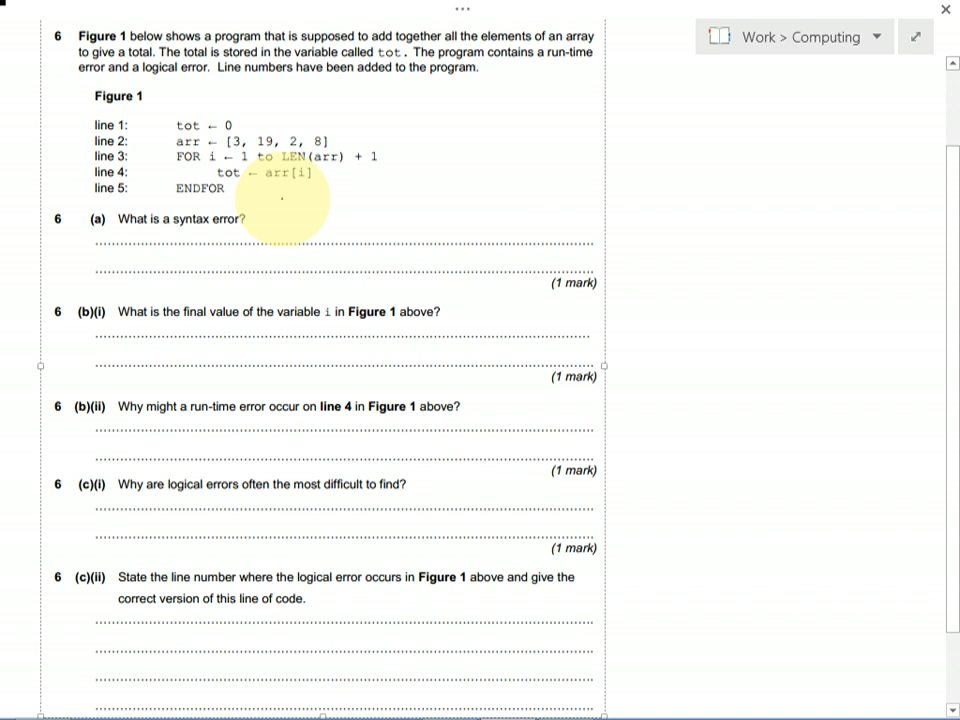 Work > Computing
6 Figure 1 below shows a program that is supposed to add together all the elements of an array
to give a total. The total is stored in the variable called tot. The program contains a run-time
error and a logical error. Line numbers have been added to the program.
Figure 1
line 1: tot ← 0
line 2: arr ← [3, 19, 2, 8]
line 3: FOR i ← 1 to LEN(arr) + 1
line 4: tot ← arr[i]
line 5: ENDFOR
6 (a) What is a syntax error?
(1 mark)
6 (b)(i) What is the final value of the variable i in Figure 1 above?
(1 mark)
6 (b)(ii) Why might a run-time error occur on line 4 in Figure 1 above?
(1 mark)
6 (c)(i) Why are logical errors often the most difficult to find?
(1 mark)
6 (c)(ii) State the line number where the logical error occurs in Figure 1 above and give the
correct version of this line of code.